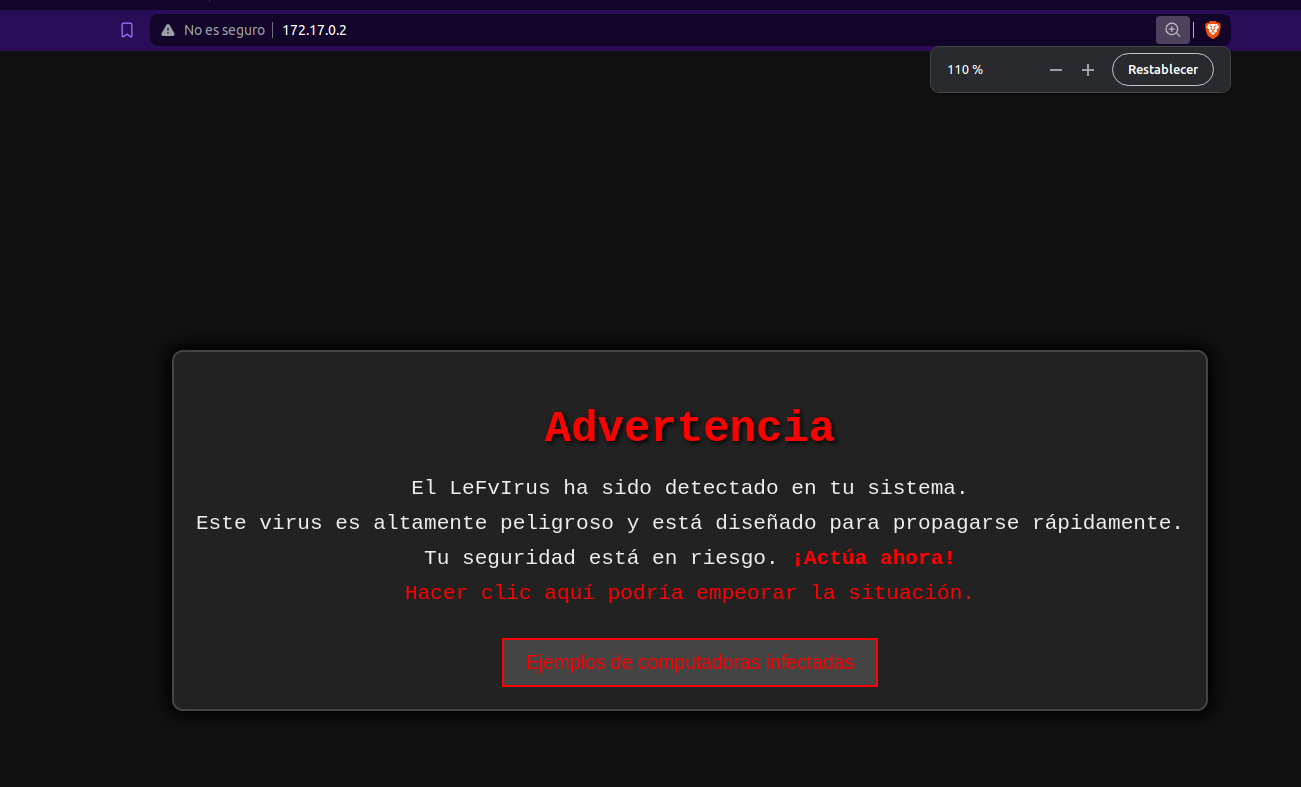 No es seguro 172.17.0.2
110 % Restablecer
Advertencia
El LeFvIrus ha sido detectado en tu sistema.
Este virus es altamente peligroso y está diseñado para propagarse rápidamente.
Tu seguridad está en riesgo. ¡Actúa ahora!
Hacer clic aquí podría empeorar la situación.
Ejemplos de computadoras infectadas